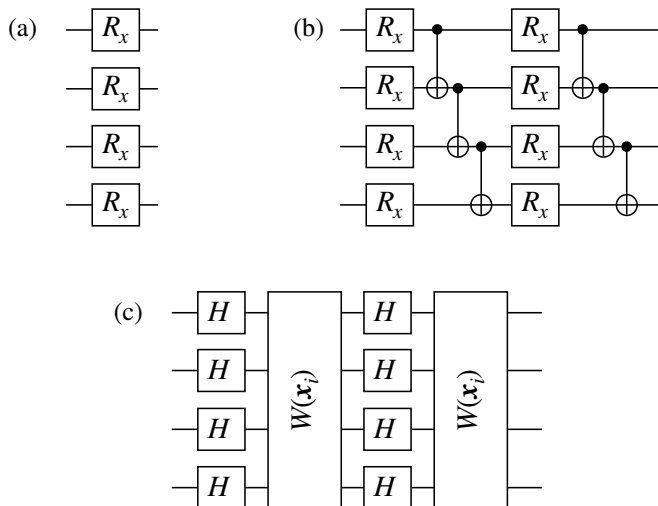 (a) R_x (b) R_x R_x
R_x R_x R_x
R_x R_x R_x
R_x R_x R_x
(c) H H
H H
W(x_i) W(x_i)
H H
H H